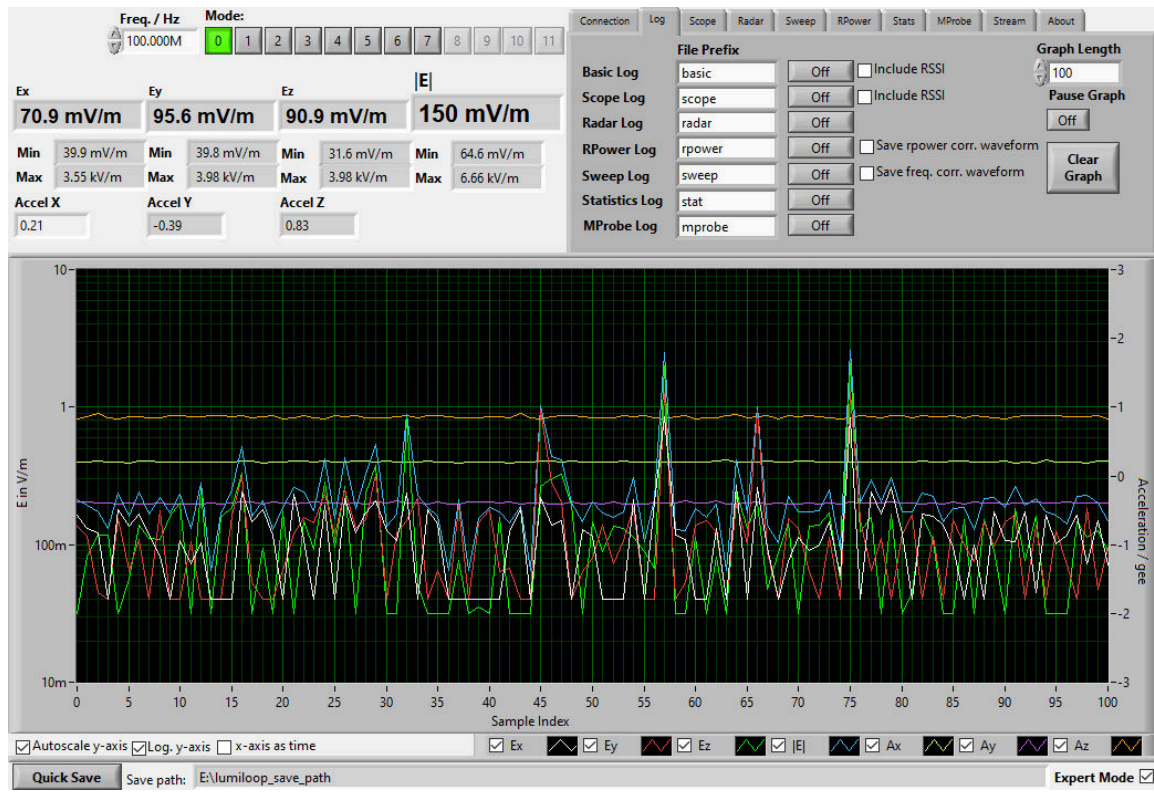 Freq. / Hz Mode:
100.000M 0 1 2 3 4 5 6 7 8 9 10 11
Ex Ey Ez |E|
70.9 mV/m 95.6 mV/m 90.9 mV/m 150 mV/m
Min 39.9 mV/m Min 39.8 mV/m Min 31.6 mV/m Min 64.6 mV/m
Max 3.55 kV/m Max 3.98 kV/m Max 3.98 kV/m Max 6.66 kV/m
Accel X Accel Y Accel Z
0.21 -0.39 0.83
Connection Log Scope Radar Sweep RPower Stats MProbe Stream About
File Prefix Graph Length
Basic Log basic Off Include RSSI 100
Scope Log scope Off Include RSSI Pause Graph
Radar Log radar Off Off
RPower Log rpower Off Save rpower corr. waveform
Sweep Log sweep Off Save freq. corr. waveform
Clear
Graph
Statistics Log stat Off
MProbe Log mprobe Off
E in V/m
10
1
100m
10m
Acceleration / gee
3
2
1
-0
-1
-2
-3
0 5 10 15 20 25 30 35 40 45 50 55 60 65 70 75 80 85 90 95 100
Sample Index
Autoscale y-axis Log. y-axis x-axis as time Ex Ey Ez |E| Ax Ay Az
Quick Save Save path: E:\lumiloop_save_path Expert Mode